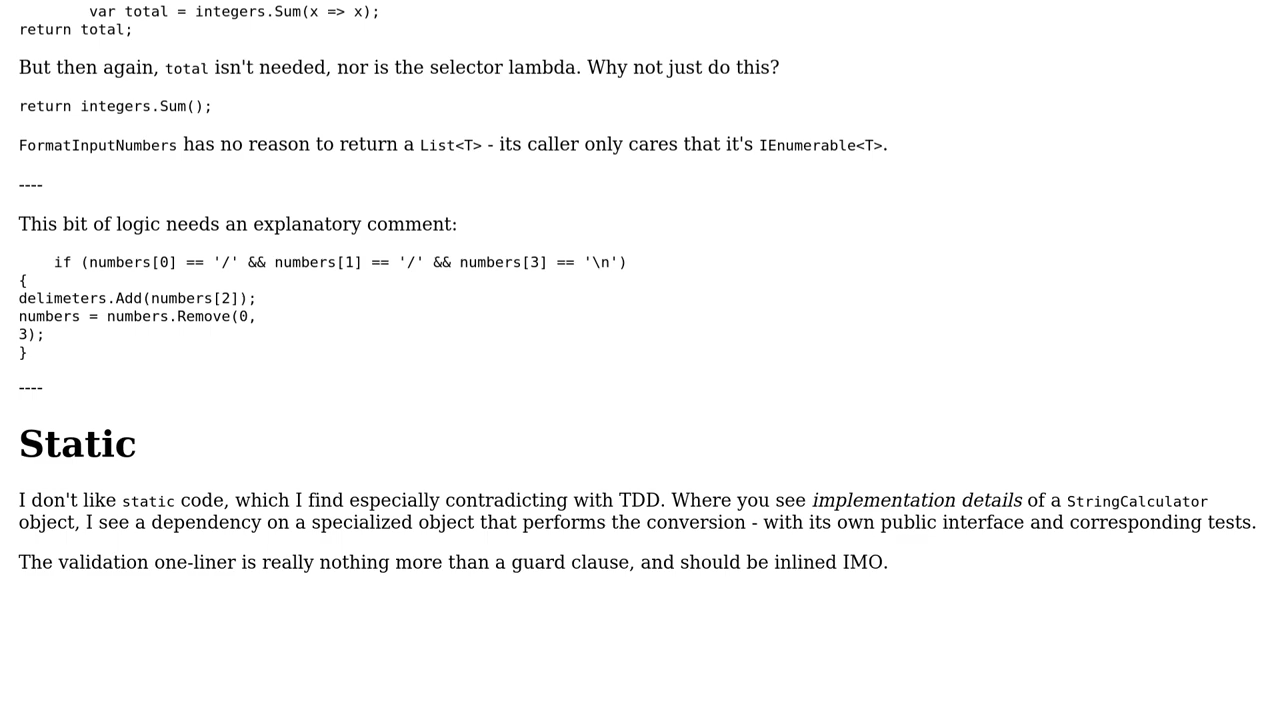 var total = integers.Sum(x => x);
return total;
But then again, total isn't needed, nor is the selector lambda. Why not just do this?
return integers.Sum();
FormatInputNumbers has no reason to return a List<T> - its caller only cares that it's IEnumerable<T>.
----
This bit of logic needs an explanatory comment:
if (numbers[0] == '/' && numbers[1] == '/' && numbers[3] == '\n')
{
delimeters.Add(numbers[2]);
numbers = numbers.Remove(0,
3);
}
----
Static
I don't like static code, which I find especially contradicting with TDD. Where you see implementation details of a StringCalculator
object, I see a dependency on a specialized object that performs the conversion - with its own public interface and corresponding tests.
The validation one-liner is really nothing more than a guard clause, and should be inlined IMO.